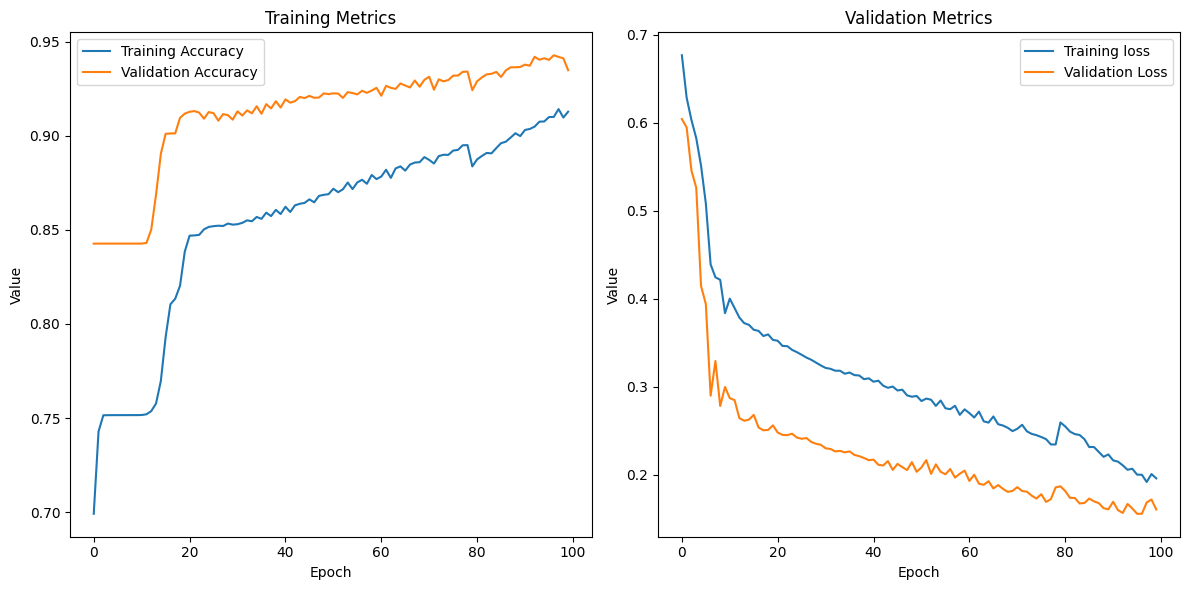 Training Metrics
Training Accuracy
Validation Accuracy
0.95
0.90
0.85
0.80
0.75
0.70
Value
0 20 40 60 80 100
Epoch
Validation Metrics
Training loss
Validation Loss
0.7
0.6
0.5
0.4
0.3
0.2
Value
0 20 40 60 80 100
Epoch